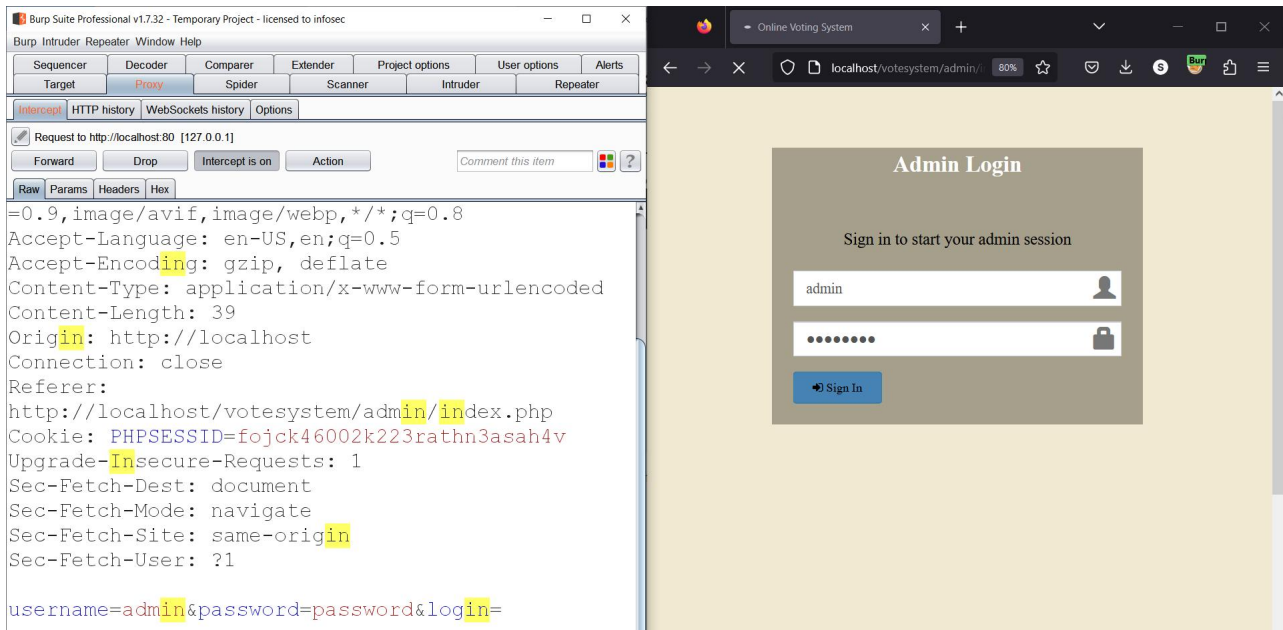 Burp Suite Professional v1.7.32 - Temporary Project - licensed to infosec
Burp Intruder Repeater Window Help
Sequencer Decoder Comparer Extender Project options User options Alerts
Target Proxy Spider Scanner Intruder Repeater
Intercept HTTP history WebSockets history Options
Request to http://localhost:80 [127.0.0.1]
Forward Drop Intercept is on Action Comment this item ?
Raw Params Headers Hex
=0.9,image/avif,image/webp,*/*;q=0.8
Accept-Language: en-US,en;q=0.5
Accept-Encoding: gzip, deflate
Content-Type: application/x-www-form-urlencoded
Content-Length: 39
Origin: http://localhost
Connection: close
Referer:
http://localhost/votesystem/admin/index.php
Cookie: PHPSESSID=fojck46002k223rathn3asah4v
Upgrade-Insecure-Requests: 1
Sec-Fetch-Dest: document
Sec-Fetch-Mode: navigate
Sec-Fetch-Site: same-origin
Sec-Fetch-User: ?1
username=admin&password=password&login=
Online Voting System
localhost/votesystem/admin/ 80% S Bur
Admin Login
Sign in to start your admin session
admin
Sign In